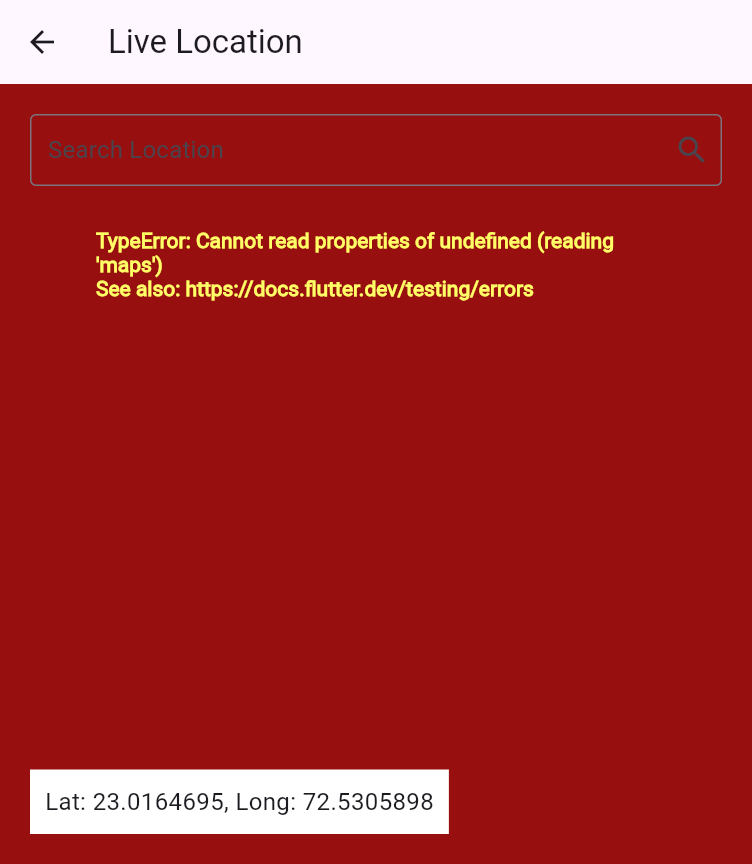 Live Location
Search Location
TypeError: Cannot read properties of undefined (reading
'maps')
See also: https://docs.flutter.dev/testing/errors
Lat: 23.0164695, Long: 72.5305898